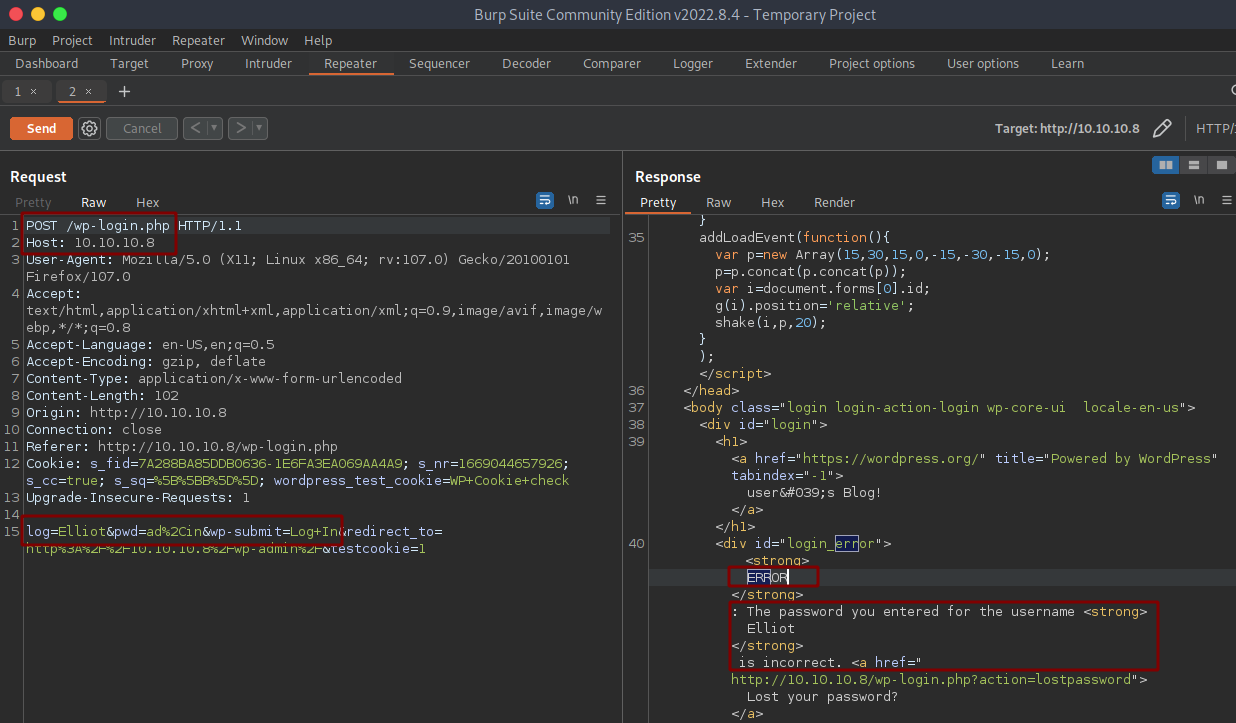 Burp Suite Community Edition v2022.8.4 - Temporary Project
Burp Project Intruder Repeater Window Help
Dashboard Target Proxy Intruder Repeater Sequencer Decoder Comparer Logger Extender Project options User options Learn
1 × 2 × +
Send Cancel < > Target: http://10.10.10.8 HTTP/
Request
Pretty Raw Hex \n
1 POST /wp-login.php HTTP/1.1
2 Host: 10.10.10.8
3 User-Agent: Mozilla/5.0 (X11; Linux x86_64; rv:107.0) Gecko/20100101
Firefox/107.0
4 Accept:
text/html,application/xhtml+xml,application/xml;q=0.9,image/avif,image/w
ebp,*/*;q=0.8
5 Accept-Language: en-US,en;q=0.5
6 Accept-Encoding: gzip, deflate
7 Content-Type: application/x-www-form-urlencoded
8 Content-Length: 102
9 Origin: http://10.10.10.8
10 Connection: close
11 Referer: http://10.10.10.8/wp-login.php
12 Cookie: s_fid=7A288BA85DDB0636-1E6FA3EA069AA4A9; s_nr=1669044657926;
s_cc=true; s_sq=%5B%5BB%5D%5D; wordpress_test_cookie=WP+Cookie+check
13 Upgrade-Insecure-Requests: 1
14
15 log=Elliot&pwd=ad%2Cin&wp-submit=Log+In&redirect_to=
http%3A%2F%2F10.10.10.8%2Fwp-admin%2F&testcookie=1
Response
Pretty Raw Hex Render \n
}
35 addLoadEvent(function(){
var p=new Array(15,30,15,0,-15,-30,-15,0);
p=p.concat(p.concat(p));
var i=document.forms[0].id;
g(i).position='relative';
shake(i,p,20);
}
);
</script>
36 </head>
37 <body class="login login-action-login wp-core-ui  locale-en-us">
38 <div id="login">
39 <h1>
<a href="https://wordpress.org/" title="Powered by WordPress"
tabindex="-1">
user&#039;s Blog!
</a>
</h1>
40 <div id="login_error">
<strong>
ERROR
</strong>
: The password you entered for the username <strong>
Elliot
</strong>
is incorrect. <a href="
http://10.10.10.8/wp-login.php?action=lostpassword">
Lost your password?
</a>